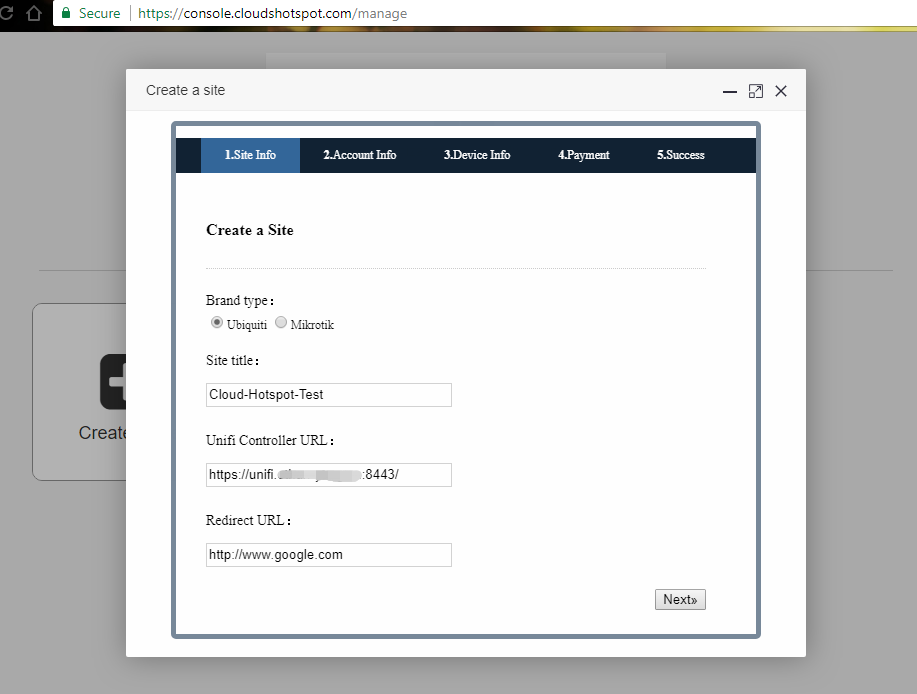 Secure https://console.cloudshotspot.com/manage
Create a site
1.Site Info 2.Account Info 3.Device Info 4.Payment 5.Success
Create a Site
Brand type：
Ubiquiti Mikrotik
Site title：
Cloud-Hotspot-Test
Unifi Controller URL：
https://unifi. :8443/
Redirect URL：
http://www.google.com
Next»
Create